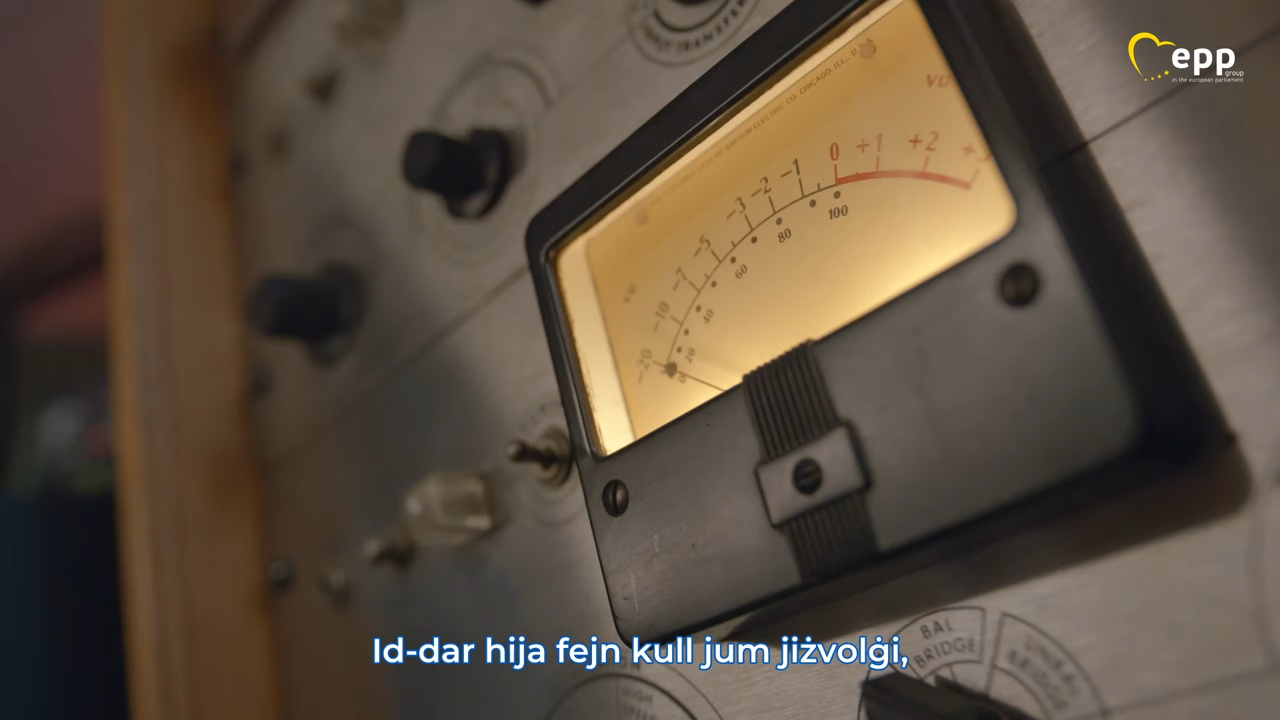 epp
group
in the european parliament
VU
-20 -10 -7 -5 -3 -2 -1 0 +1 +2
0 20 40 60 80 100
BAL
BRIDGE
Id-dar hija fejn kull jum jiżvolġi,